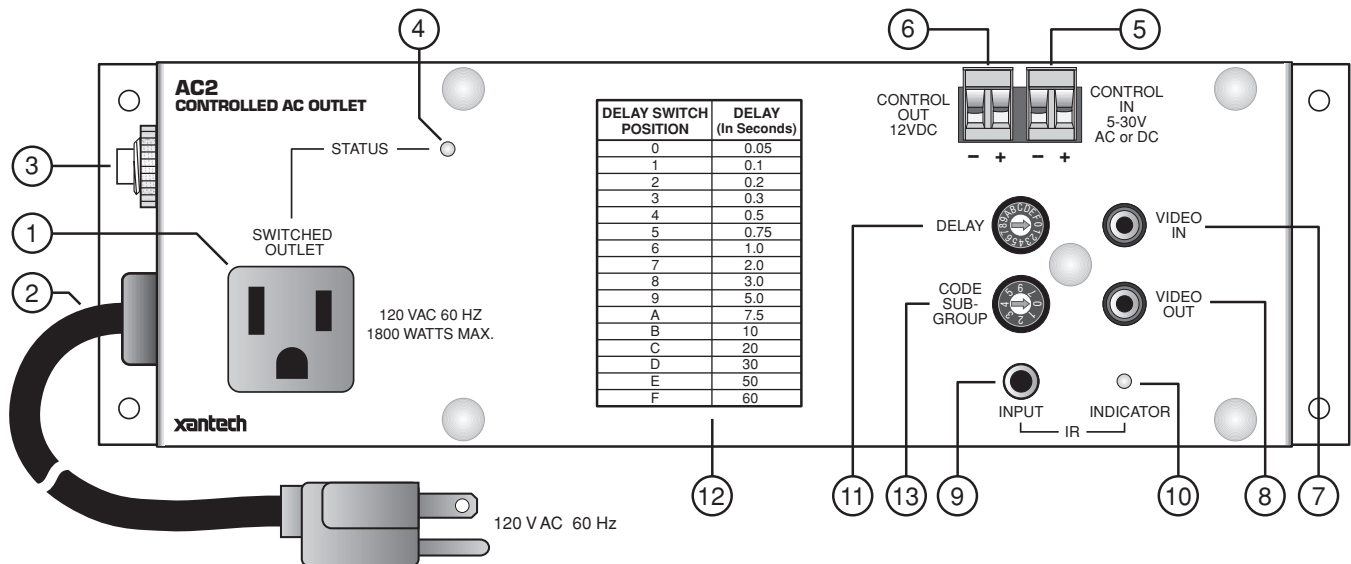 4
6
5
AC2
CONTROLLED AC OUTLET
CONTROL
OUT
12VDC
CONTROL
IN
5-30V
AC or DC
– + – +
3
STATUS
DELAY SWITCH POSITION DELAY (In Seconds)
0 0.05
1 0.1
2 0.2
3 0.3
4 0.5
5 0.75
6 1.0
7 2.0
8 3.0
9 5.0
A 7.5
B 10
C 20
D 30
E 50
F 60
1
SWITCHED
OUTLET
DELAY
0123456789ABCDEF
VIDEO
IN
2
120 VAC 60 HZ
1800 WATTS MAX.
CODE
SUB-
GROUP
01234567
VIDEO
OUT
INPUT
INDICATOR
IR
xantech
12
11
13
9
10
8
7
120 V AC 60 Hz